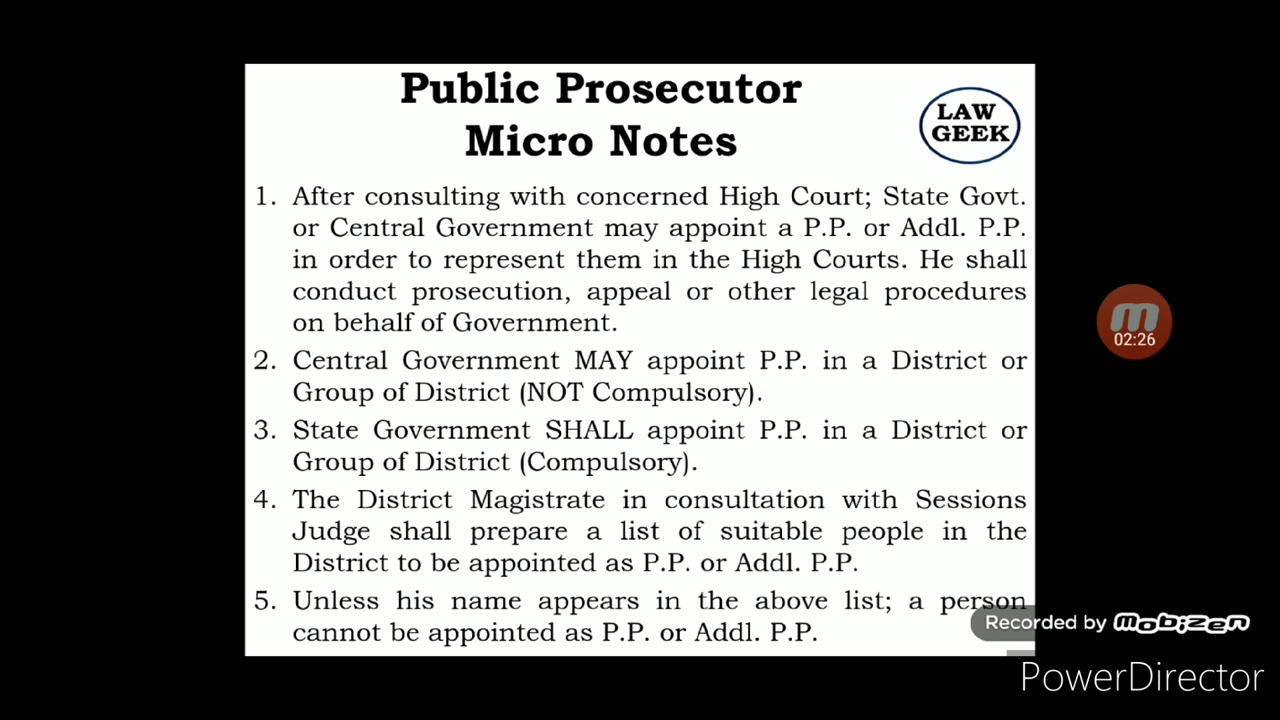 Public Prosecutor
Micro Notes
LAW
GEEK
1. After consulting with concerned High Court; State Govt.
or Central Government may appoint a P.P. or Addl. P.P.
in order to represent them in the High Courts. He shall
conduct prosecution, appeal or other legal procedures
on behalf of Government.
2. Central Government MAY appoint P.P. in a District or
Group of District (NOT Compulsory).
3. State Government SHALL appoint P.P. in a District or
Group of District (Compulsory).
4. The District Magistrate in consultation with Sessions
Judge shall prepare a list of suitable people in the
District to be appointed as P.P. or Addl. P.P.
5. Unless his name appears in the above list; a person
cannot be appointed as P.P. or Addl. P.P.
02:26
Recorded by mobizen
PowerDirector